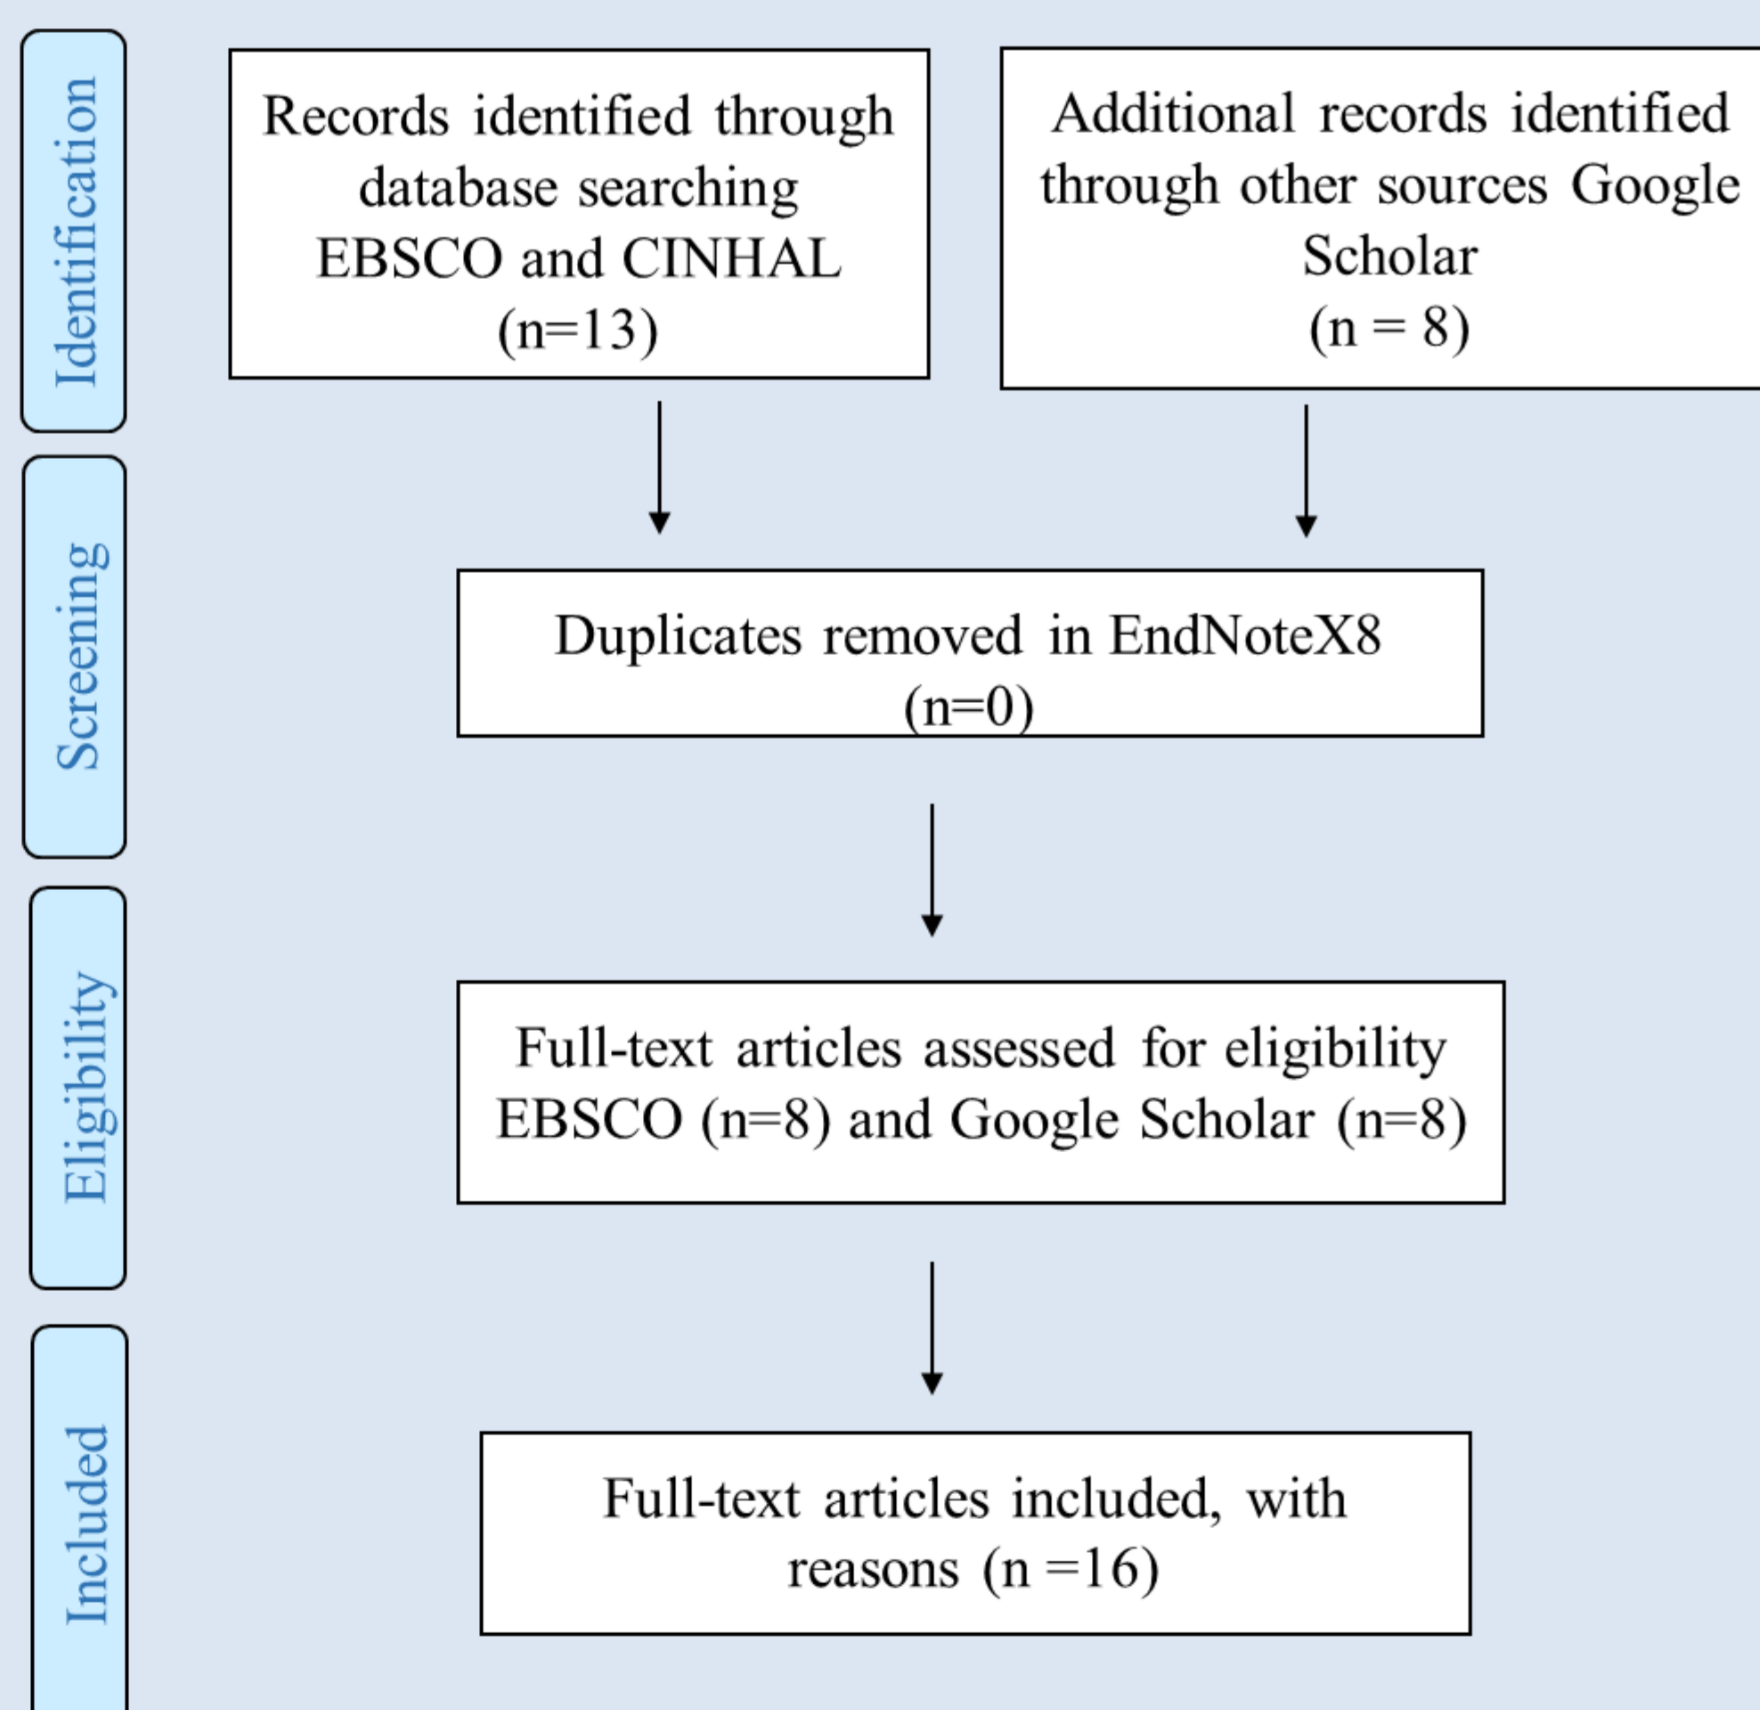 Identification
Records identified through
database searching
EBSCO and CINHAL
(n=13)
Additional records identified
through other sources Google
Scholar
(n = 8)
Screening
Duplicates removed in EndNoteX8
(n=0)
Eligibility
Full-text articles assessed for eligibility
EBSCO (n=8) and Google Scholar (n=8)
Included
Full-text articles included, with
reasons (n =16)